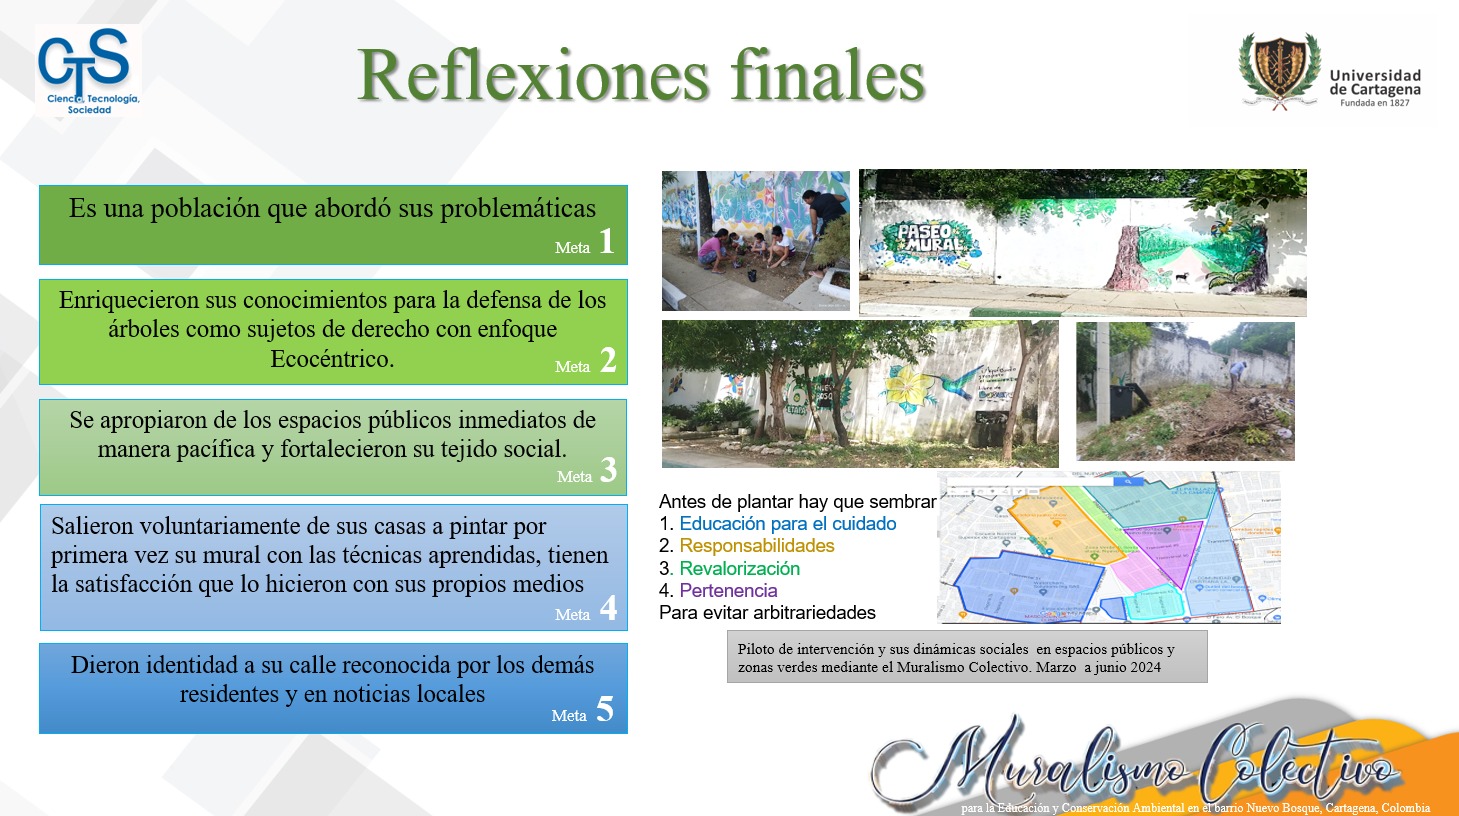 CTS
Ciencia, Tecnología,
Sociedad
Reflexiones finales
Universidad
de Cartagena
Fundada en 1827
Es una población que abordó sus problemáticas
Meta 1
Enriquecieron sus conocimientos para la defensa de los
árboles como sujetos de derecho con enfoque
Ecocéntrico.
Meta 2
Se apropiaron de los espacios públicos inmediatos de
manera pacífica y fortalecieron su tejido social.
Meta 3
Salieron voluntariamente de sus casas a pintar por
primera vez su mural con las técnicas aprendidas, tienen
la satisfacción que lo hicieron con sus propios medios
Meta 4
Dieron identidad a su calle reconocida por los demás
residentes y en noticias locales
Meta 5
PASEO
MURAL
NUEVO
BOSQUE
ETAPA
Antes de plantar hay que sembrar
1. Educación para el cuidado
2. Responsabilidades
3. Revalorización
4. Pertenencia
Para evitar arbitrariedades
Piloto de intervención y sus dinámicas sociales en espacios públicos y
zonas verdes mediante el Muralismo Colectivo. Marzo a junio 2024
Muralismo Colectivo
para la Educación y Conservación Ambiental en el barrio Nuevo Bosque, Cartagena, Colombia